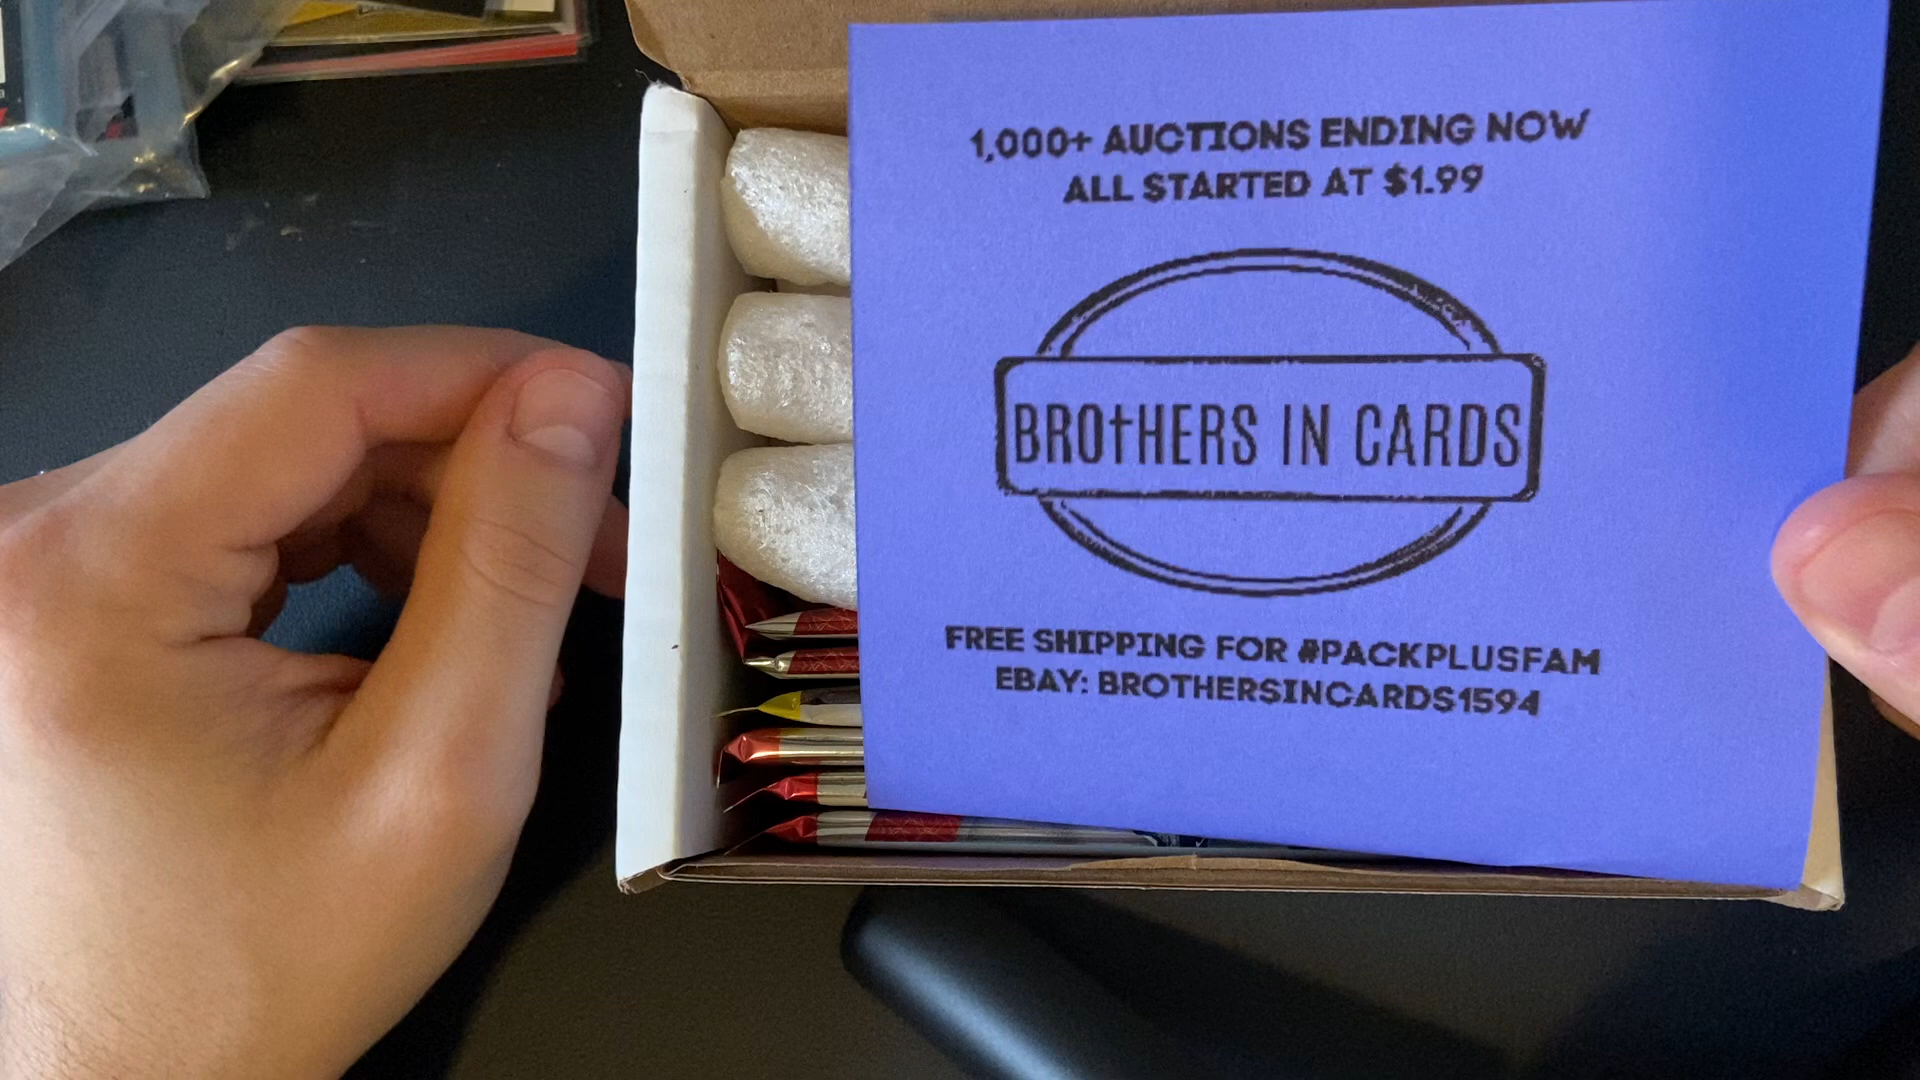 1,000+ AUCTIONS ENDING NOW
ALL STARTED AT $1.99
BROTHERS IN CARDS
FREE SHIPPING FOR #PACKPLUSFAM
EBAY: BROTHERSINCARDS1594